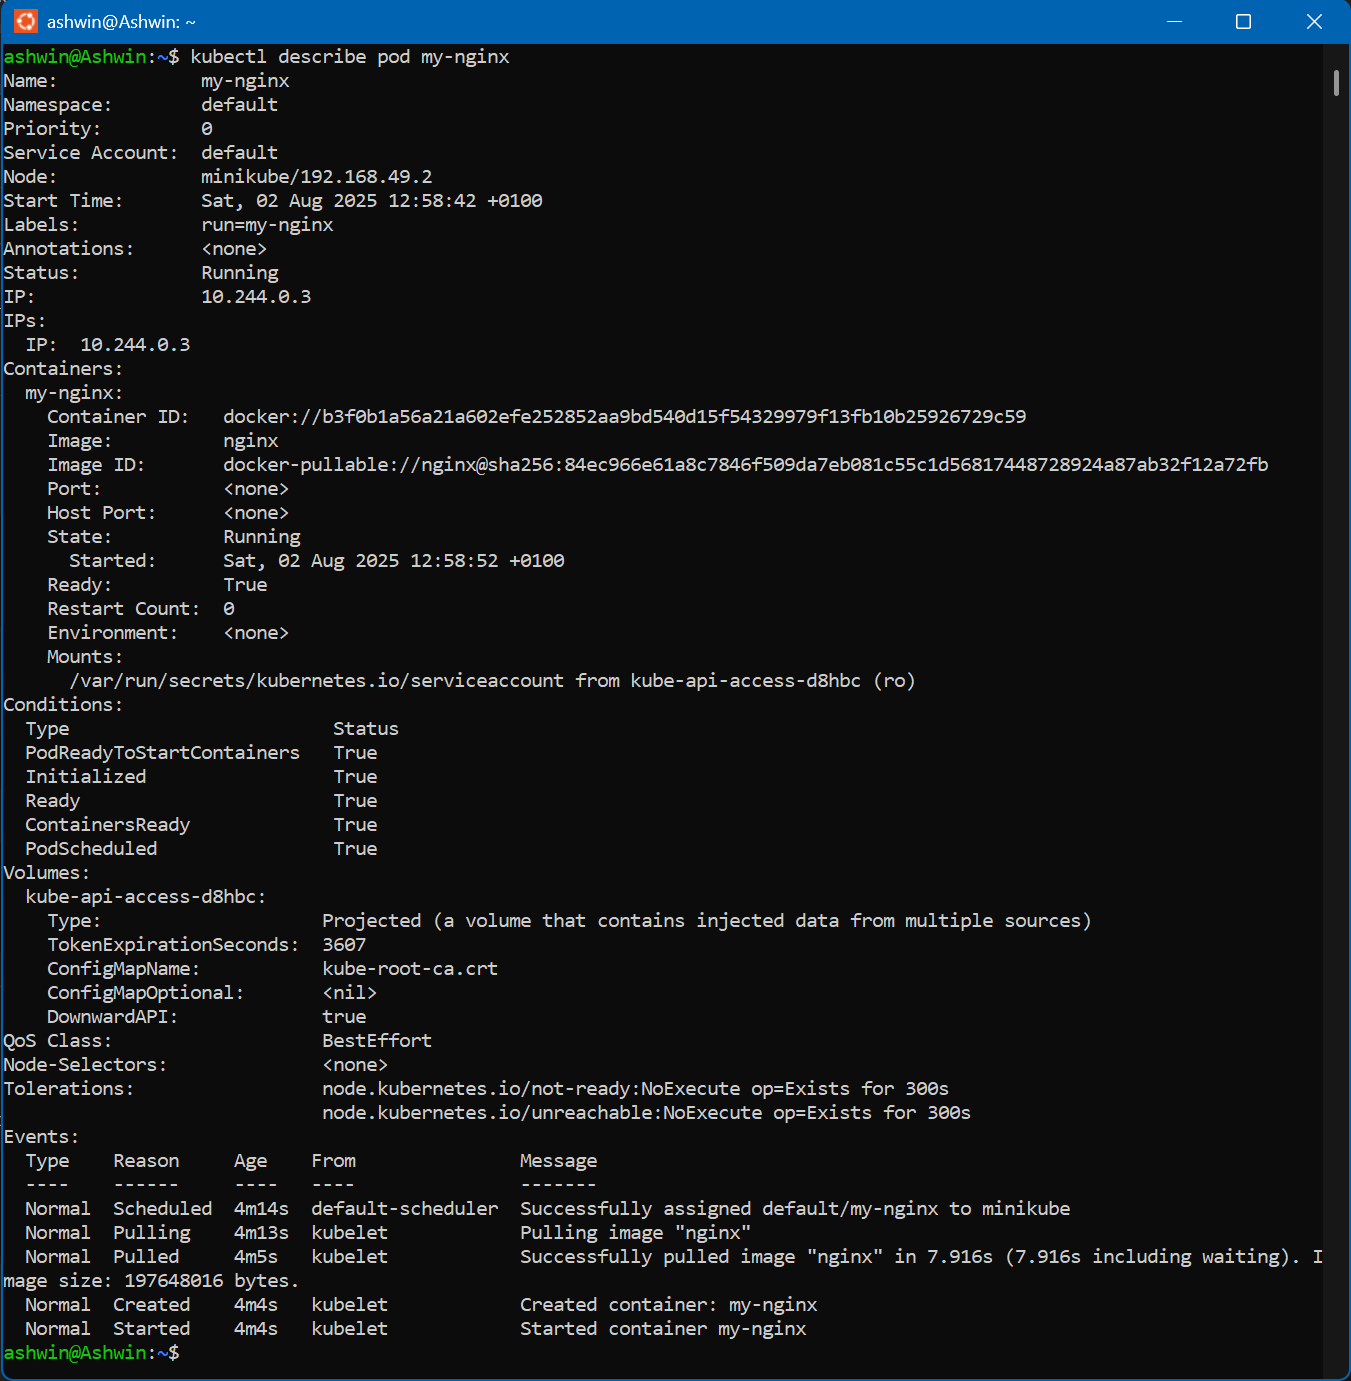 ashwin@Ashwin: ~
ashwin@Ashwin:~$ kubectl describe pod my-nginx
Name:             my-nginx
Namespace:        default
Priority:         0
Service Account:  default
Node:             minikube/192.168.49.2
Start Time:       Sat, 02 Aug 2025 12:58:42 +0100
Labels:           run=my-nginx
Annotations:      <none>
Status:           Running
IP:               10.244.0.3
IPs:
  IP:  10.244.0.3
Containers:
  my-nginx:
    Container ID:   docker://b3f0b1a56a21a602efe252852aa9bd540d15f54329979f13fb10b25926729c59
    Image:          nginx
    Image ID:       docker-pullable://nginx@sha256:84ec966e61a8c7846f509da7eb081c55c1d56817448728924a87ab32f12a72fb
    Port:           <none>
    Host Port:      <none>
    State:          Running
      Started:      Sat, 02 Aug 2025 12:58:52 +0100
    Ready:          True
    Restart Count:  0
    Environment:    <none>
    Mounts:
      /var/run/secrets/kubernetes.io/serviceaccount from kube-api-access-d8hbc (ro)
Conditions:
  Type                        Status
  PodReadyToStartContainers   True
  Initialized                 True
  Ready                       True
  ContainersReady             True
  PodScheduled                True
Volumes:
  kube-api-access-d8hbc:
    Type:                    Projected (a volume that contains injected data from multiple sources)
    TokenExpirationSeconds:  3607
    ConfigMapName:           kube-root-ca.crt
    ConfigMapOptional:       <nil>
    DownwardAPI:             true
QoS Class:                   BestEffort
Node-Selectors:              <none>
Tolerations:                 node.kubernetes.io/not-ready:NoExecute op=Exists for 300s
                             node.kubernetes.io/unreachable:NoExecute op=Exists for 300s
Events:
  Type    Reason     Age    From               Message
  ----    ------     ----   ----               -------
  Normal  Scheduled  4m14s  default-scheduler  Successfully assigned default/my-nginx to minikube
  Normal  Pulling    4m13s  kubelet            Pulling image "nginx"
  Normal  Pulled     4m5s   kubelet            Successfully pulled image "nginx" in 7.916s (7.916s including waiting). I
mage size: 197648016 bytes.
  Normal  Created    4m4s   kubelet            Created container: my-nginx
  Normal  Started    4m4s   kubelet            Started container my-nginx
ashwin@Ashwin:~$